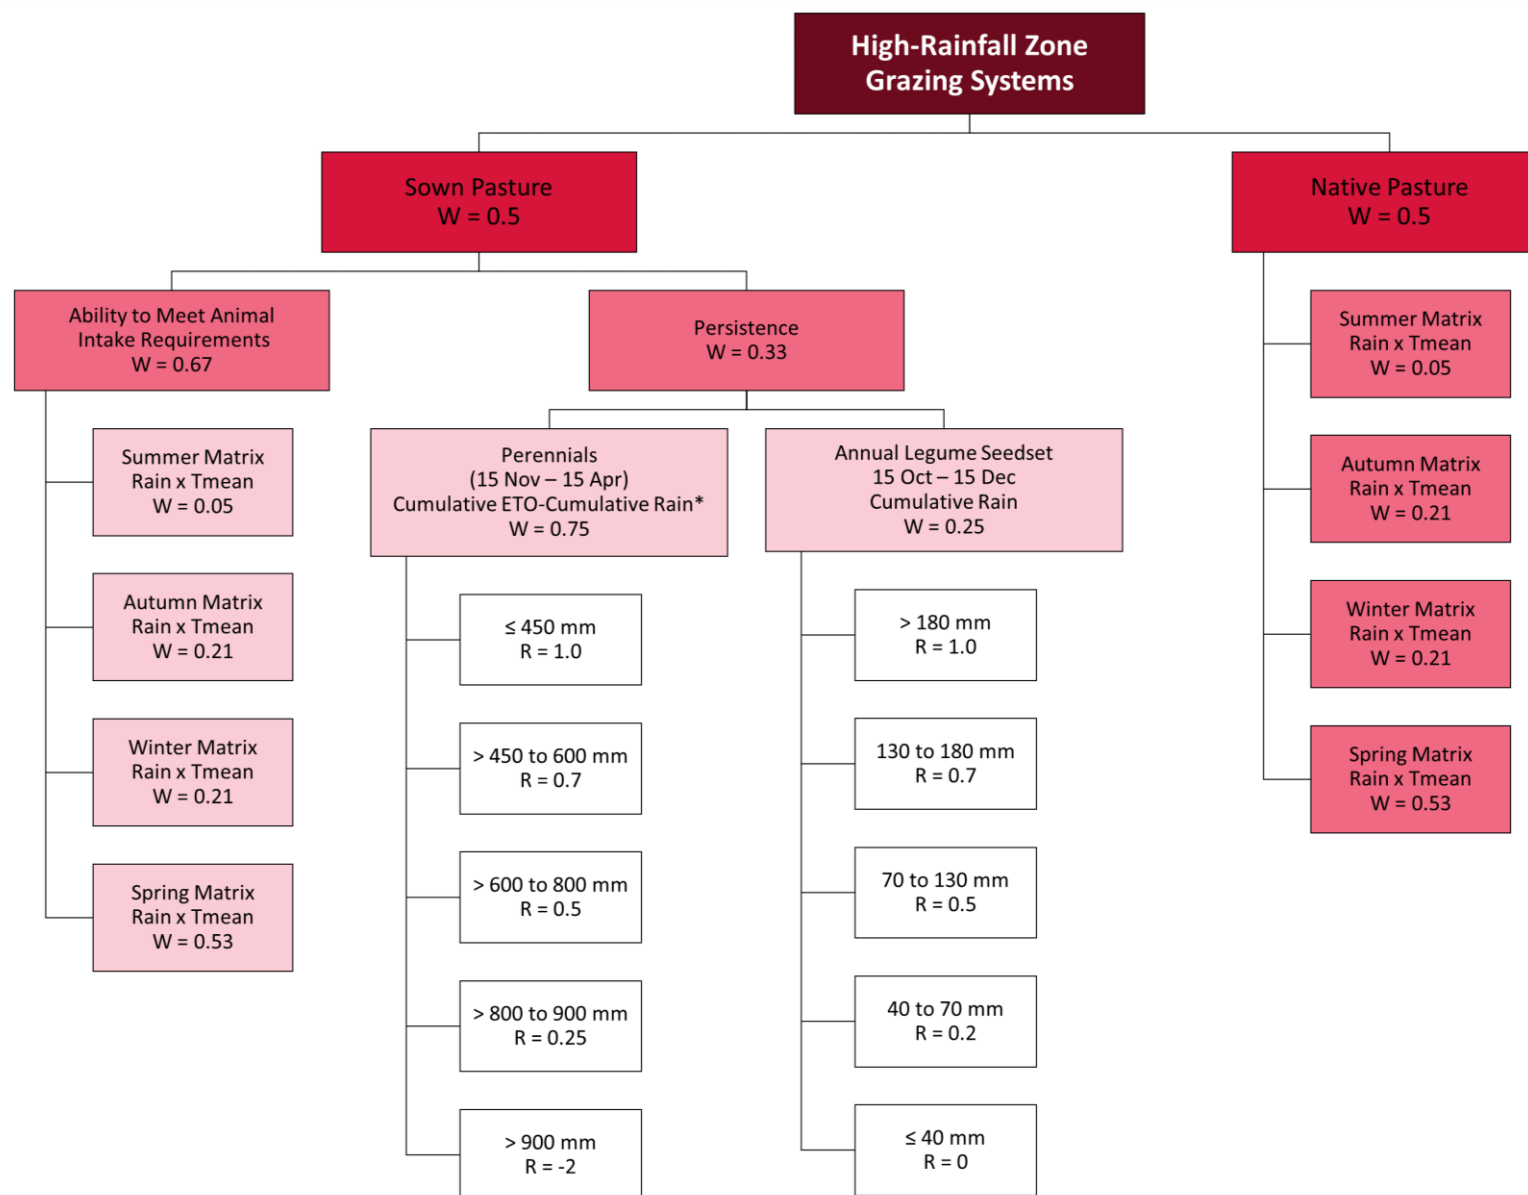 High-Rainfall Zone
Grazing Systems
Sown Pasture
W = 0.5
Native Pasture
W = 0.5
Ability to Meet Animal
Intake Requirements
W = 0.67
Persistence
W = 0.33
Summer Matrix
Rain x Tmean
W = 0.05
Autumn Matrix
Rain x Tmean
W = 0.21
Winter Matrix
Rain x Tmean
W = 0.21
Spring Matrix
Rain x Tmean
W = 0.53
Perennials
(15 Nov – 15 Apr)
Cumulative ETO-Cumulative Rain*
W = 0.75
≤ 450 mm
R = 1.0
> 450 to 600 mm
R = 0.7
> 600 to 800 mm
R = 0.5
> 800 to 900 mm
R = 0.25
> 900 mm
R = -2
Annual Legume Seedset
15 Oct – 15 Dec
Cumulative Rain
W = 0.25
> 180 mm
R = 1.0
130 to 180 mm
R = 0.7
70 to 130 mm
R = 0.5
40 to 70 mm
R = 0.2
≤ 40 mm
R = 0
Summer Matrix
Rain x Tmean
W = 0.05
Autumn Matrix
Rain x Tmean
W = 0.21
Winter Matrix
Rain x Tmean
W = 0.21
Spring Matrix
Rain x Tmean
W = 0.53